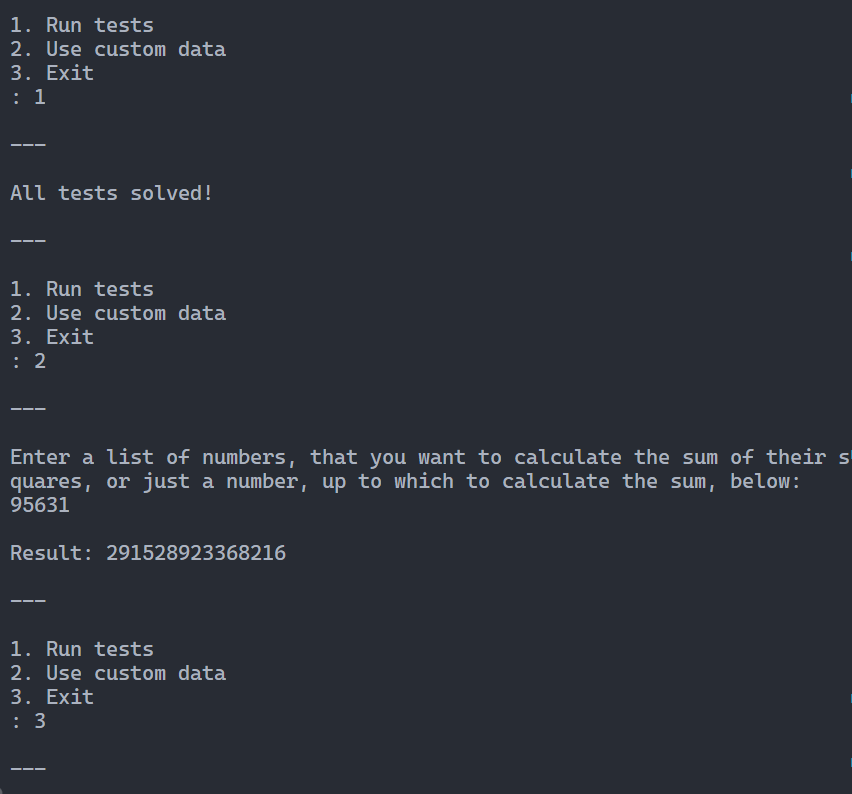 1. Run tests
2. Use custom data
3. Exit
: 1
---
All tests solved!
---
1. Run tests
2. Use custom data
3. Exit
: 2
---
Enter a list of numbers, that you want to calculate the sum of their s
quares, or just a number, up to which to calculate the sum, below:
95631
Result: 291528923368216
---
1. Run tests
2. Use custom data
3. Exit
: 3
---